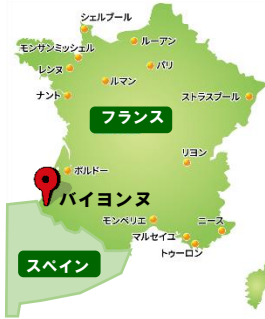 シェルブール
ルーアン
モンサンミッシェル
パリ
レンヌ
ルマン
ナント
ストラスブール
フランス
リヨン
ボルドー
バイヨンヌ
モンペリエ
ニース
マルセイユ
トゥーロン
スペイン